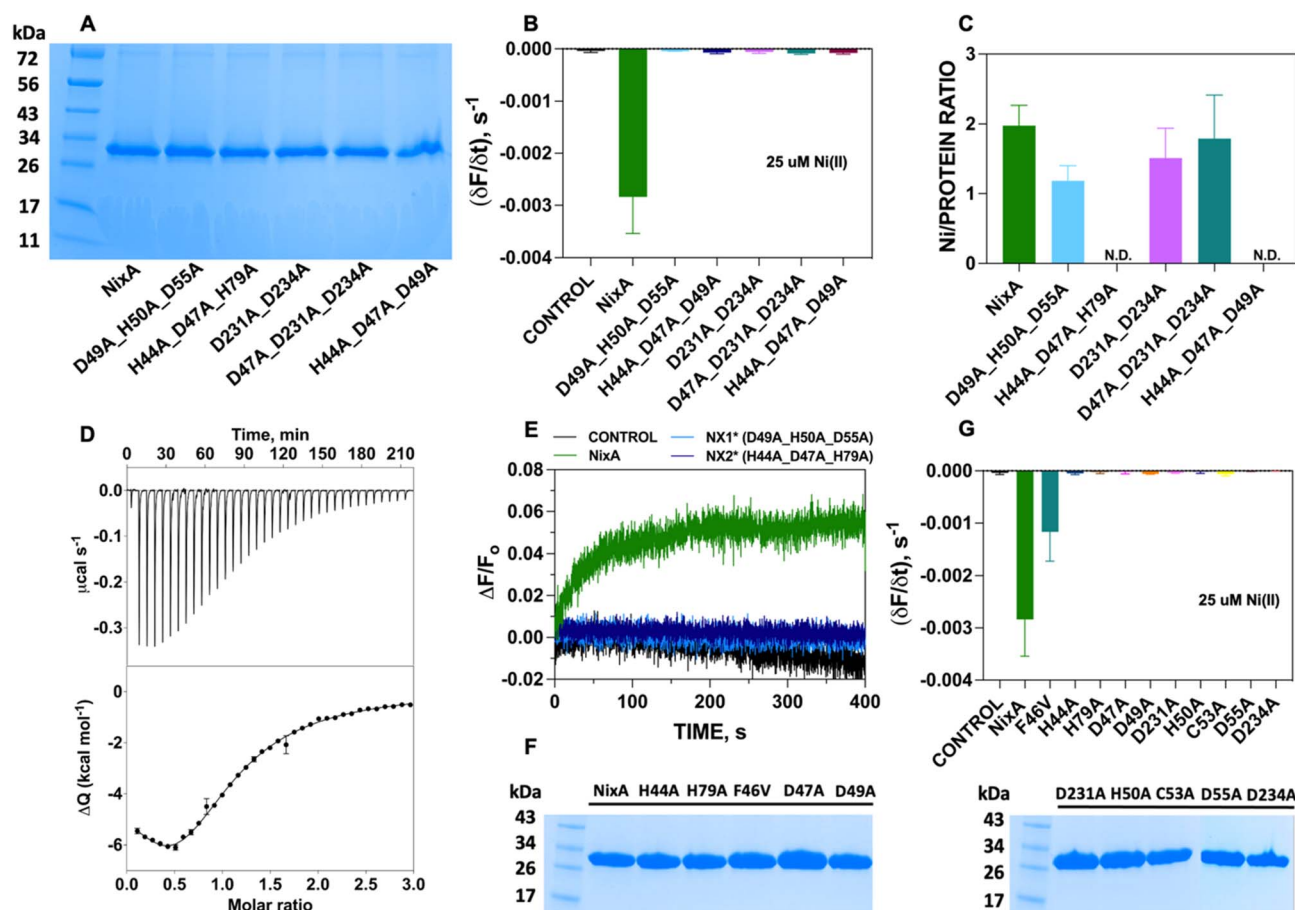 A
kDa
72
56
43
34
26
17
11
NixA
D49A_H50A_D55A
H44A_D47A_H79A
D231A_D234A
D47A_D231A_D234A
H44A_D47A_D49A
B
(δF/δt), s⁻¹
0.000
-0.001
-0.002
-0.003
-0.004
25 uM Ni(II)
CONTROL
NixA
D49A_H50A_D55A
H44A_D47A_D49A
D231A_D234A
D47A_D231A_D234A
H44A_D47A_D49A
C
Ni/PROTEIN RATIO
3
2
1
0
N.D.
N.D.
NixA
D49A_H50A_D55A
H44A_D47A_H79A
D231A_D234A
D47A_D231A_D234A
H44A_D47A_D49A
D
Time, min
0 30 60 90 120 150 180 210
μcal s⁻¹
0.0
-0.1
-0.2
-0.3
ΔQ (kcal mol⁻¹)
0
-2
-4
-6
0.0 0.5 1.0 1.5 2.0 2.5 3.0
Molar ratio
E
CONTROL
NixA
NX1* (D49A_H50A_D55A)
NX2* (H44A_D47A_H79A)
ΔF/Fo
0.08
0.06
0.04
0.02
0.00
-0.02
0 100 200 300 400
TIME, s
G
(δF/δt), s⁻¹
0.000
-0.001
-0.002
-0.003
-0.004
25 uM Ni(II)
CONTROL
NixA
F46V
H44A
H79A
D47A
D49A
D231A
H50A
C53A
D55A
D234A
F
kDa
NixA H44A H79A F46V D47A D49A
43
34
26
17
kDa
D231A H50A C53A D55A D234A
43
34
26
17